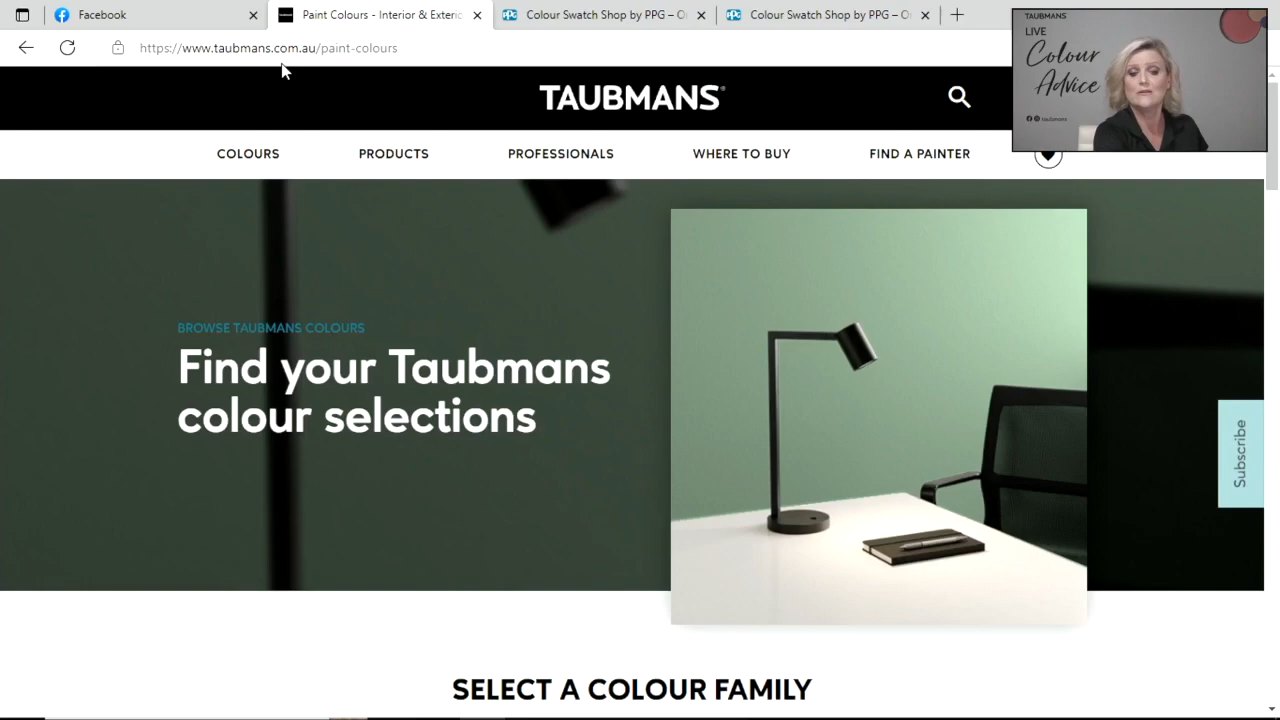 Facebook
Paint Colours - Interior & Exterio
Colour Swatch Shop by PPG – O
Colour Swatch Shop by PPG – O
https://www.taubmans.com.au/paint-colours
TAUBMANS
LIVE
Colour
Advice
taubmans
TAUBMANS®
COLOURS
PRODUCTS
PROFESSIONALS
WHERE TO BUY
FIND A PAINTER
BROWSE TAUBMANS COLOURS
Find your Taubmans
colour selections
Subscribe
SELECT A COLOUR FAMILY